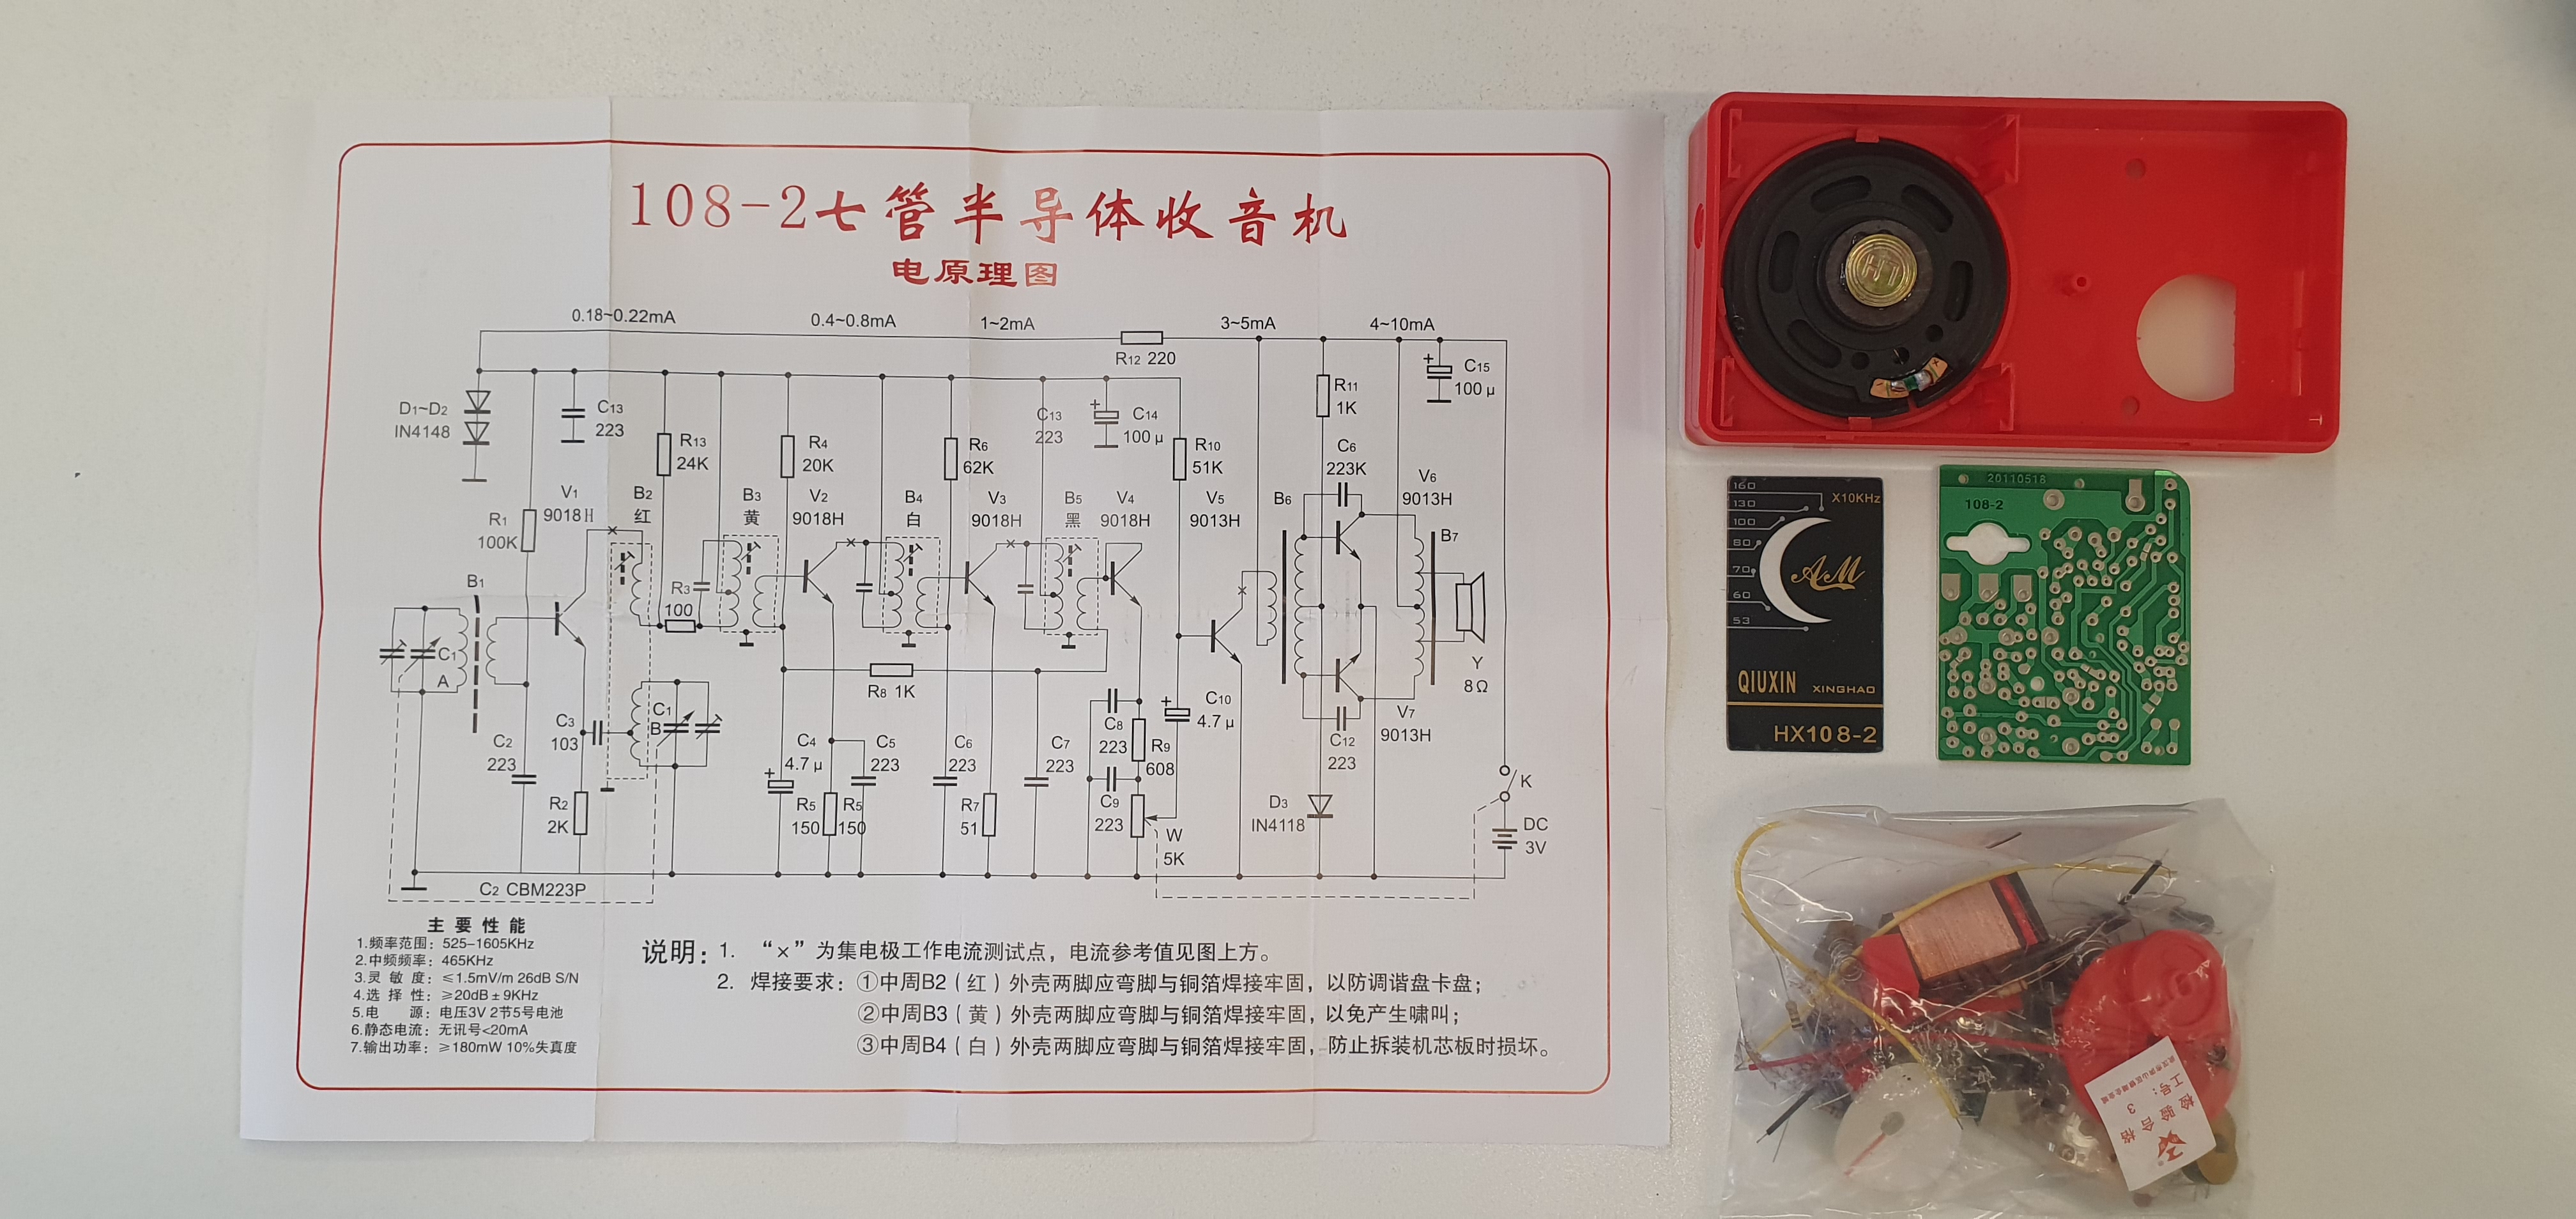 108-2七管半导体收音机
电原理图
0.18~0.22mA
0.4~0.8mA
1~2mA
3~5mA
4~10mA
R12 220
C15
100μ
D1~D2
IN4148
C13
223
R13
24K
R4
20K
R6
62K
C13
223
C14
100μ
R10
51K
R11
1K
C6
223K
V6
9013H
V1
9018H
B2
红
B3
黄
V2
9018H
B4
白
V3
9018H
B5
黑
V4
9018H
V5
9013H
B6
B7
R1
100K
B1
R3
100
C1
A
C1
B
R8 1K
Y
8Ω
C3
103
C2
223
C4
4.7μ
C5
223
C6
223
C7
223
C8
223
R9
608
C10
4.7μ
V7
9013H
C12
223
R2
2K
R5
150
R5
150
R7
51
C9
223
W
5K
D3
IN4118
K
DC
3V
C2 CBM223P
主要性能
1.频率范围：525-1605KHz
2.中频频率：465KHz
3.灵敏度：≤1.5mV/m 26dB S/N
4.选择性：≥20dB±9KHz
5.电源：电压3V 2节5号电池
6.静态电流：无讯号<20mA
7.输出功率：≥180mW 10%失真度
说明：1. “×”为集电极工作电流测试点，电流参考值见图上方。
2. 焊接要求：①中周B2（红）外壳两脚应弯脚与铜箔焊接牢固，以防调谐盘卡盘；
②中周B3（黄）外壳两脚应弯脚与铜箔焊接牢固，以免产生啸叫；
③中周B4（白）外壳两脚应弯脚与铜箔焊接牢固，防止拆装机芯板时损坏。
HT
160
130
100
80
70
60
53
X10KHz
AM
QIUXIN XINGHAO
HX108-2
20110518
108-2
检验合格
工号：3